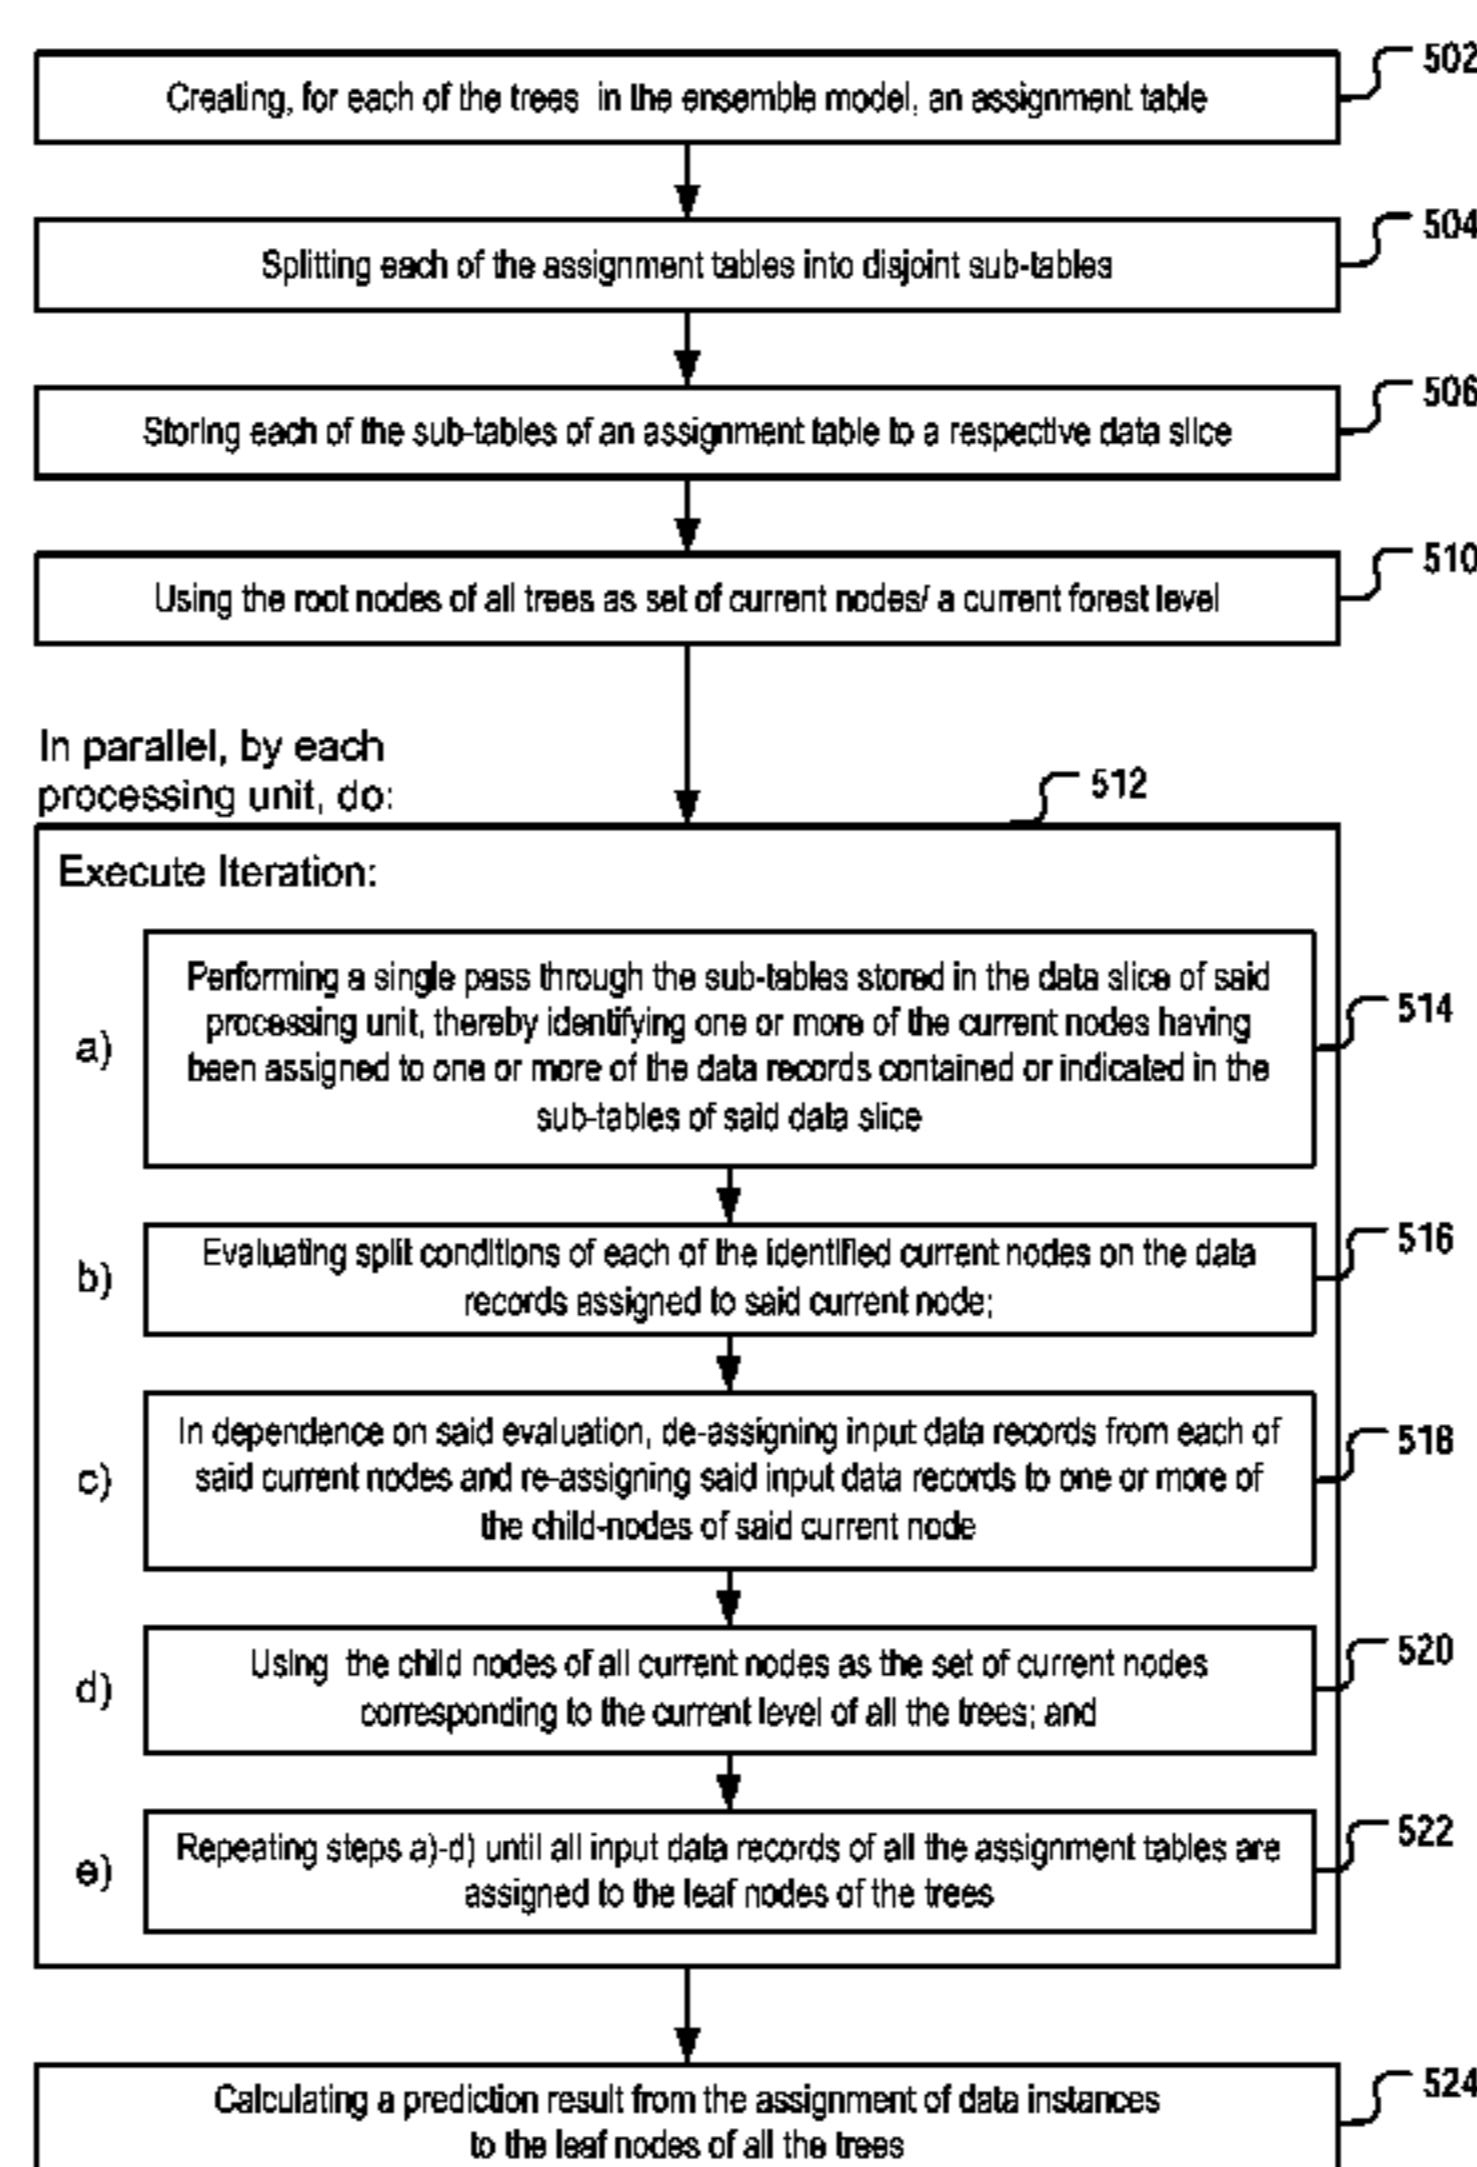 502
Creating, for each of the trees in the ensemble model, an assignment table
504
Splitting each of the assignment tables into disjoint sub-tables
506
Storing each of the sub-tables of an assignment table to a respective data slice
510
Using the root nodes of all trees as set of current nodes/ a current forest level
In parallel, by each
processing unit, do:
512
Execute Iteration:
a)
Performing a single pass through the sub-tables stored in the data slice of said
processing unit, thereby identifying one or more of the current nodes having
been assigned to one or more of the data records contained or indicated in the
sub-tables of said data slice
514
b)
Evaluating split conditions of each of the identified current nodes on the data
records assigned to said current node;
516
c)
In dependence on said evaluation, de-assigning input data records from each of
said current nodes and re-assigning said input data records to one or more of
the child-nodes of said current node
518
d)
Using the child nodes of all current nodes as the set of current nodes
corresponding to the current level of all the trees; and
520
e)
Repeating steps a)-d) until all input data records of all the assignment tables are
assigned to the leaf nodes of the trees
522
Calculating a prediction result from the assignment of data instances
to the leaf nodes of all the trees
524